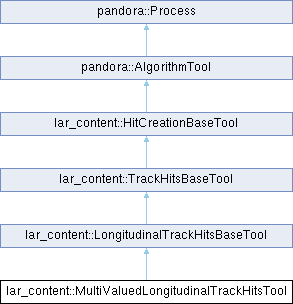 pandora::Process
pandora::AlgorithmTool
lar_content::HitCreationBaseTool
lar_content::TrackHitsBaseTool
lar_content::LongitudinalTrackHitsBaseTool
lar_content::MultiValuedLongitudinalTrackHitsTool